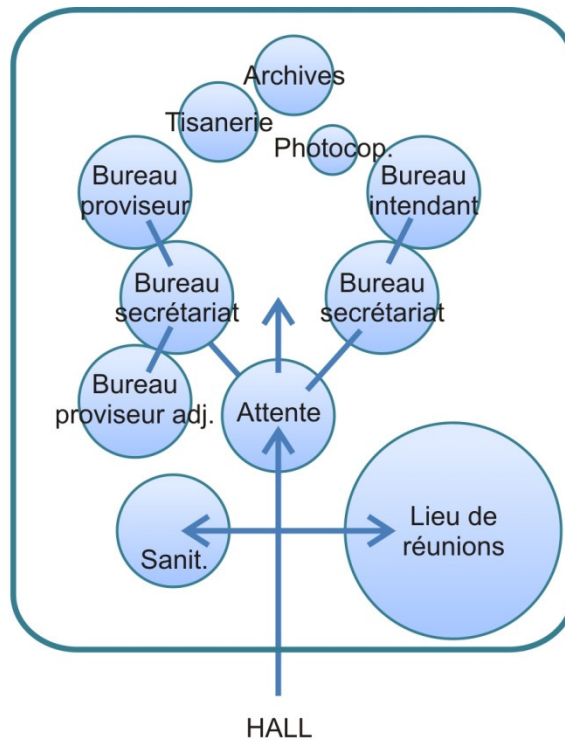 Archives
Tisanerie
Photocop.
Bureau
proviseur
Bureau
intendant
Bureau
secrétariat
Bureau
secrétariat
Bureau
proviseur adj.
Attente
Lieu de
réunions
Sanit.
HALL